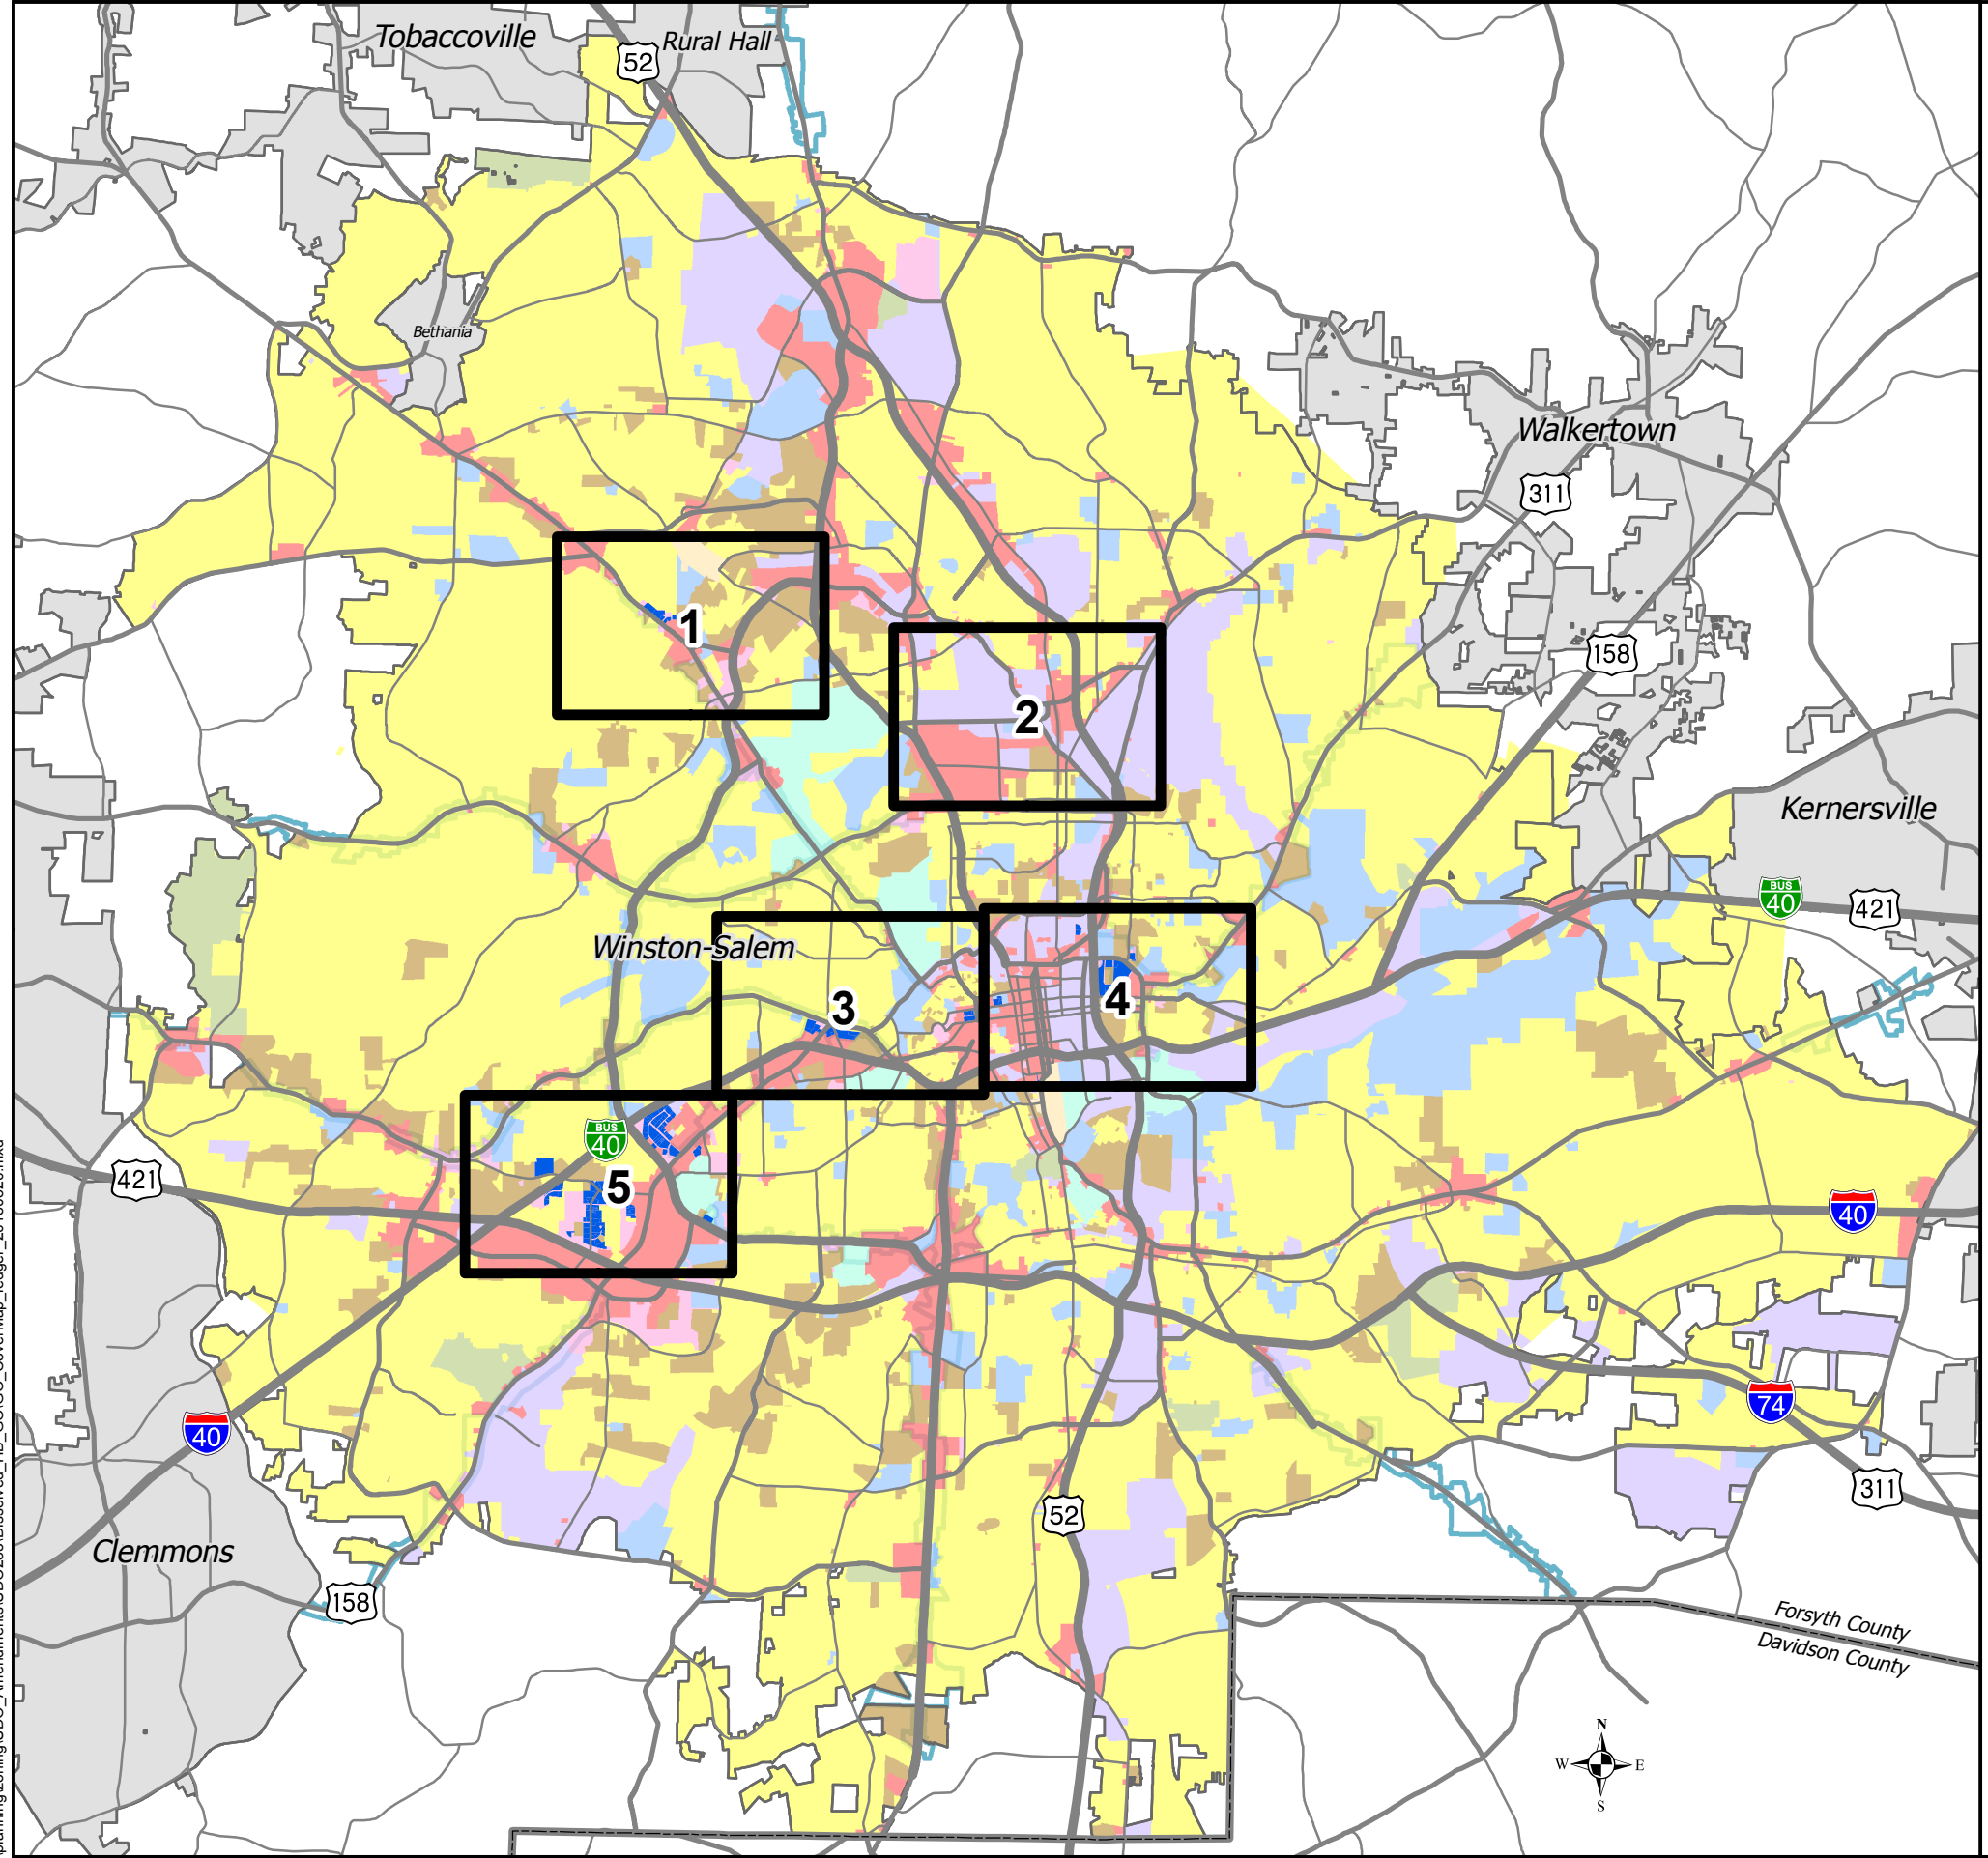 Tobaccoville
Rural Hall
52
Bethania
Walkertown
311
1
158
2
Kernersville
BUS
40
421
Winston-Salem
3
4
BUS
40
5
421
40
40
74
311
52
Clemmons
158
Forsyth County
Davidson County
N
W
E
S